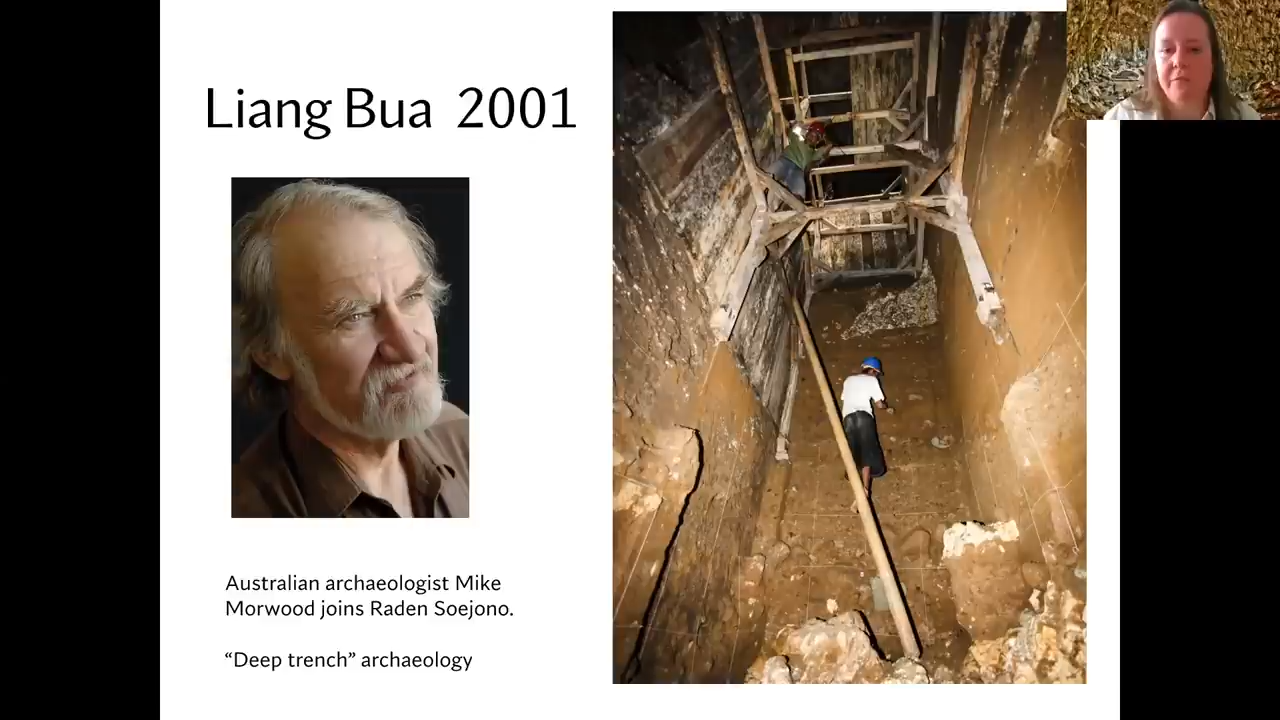 Liang Bua 2001
Australian archaeologist Mike
Morwood joins Raden Soejono.
“Deep trench” archaeology